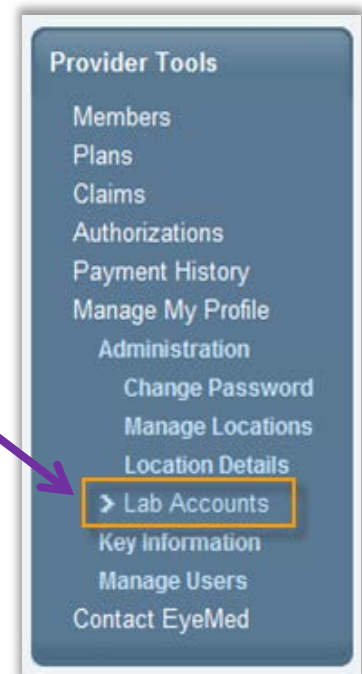 Provider Tools
Members
Plans
Claims
Authorizations
Payment History
Manage My Profile
Administration
Change Password
Manage Locations
Location Details
Lab Accounts
Key Information
Manage Users
Contact EyeMed